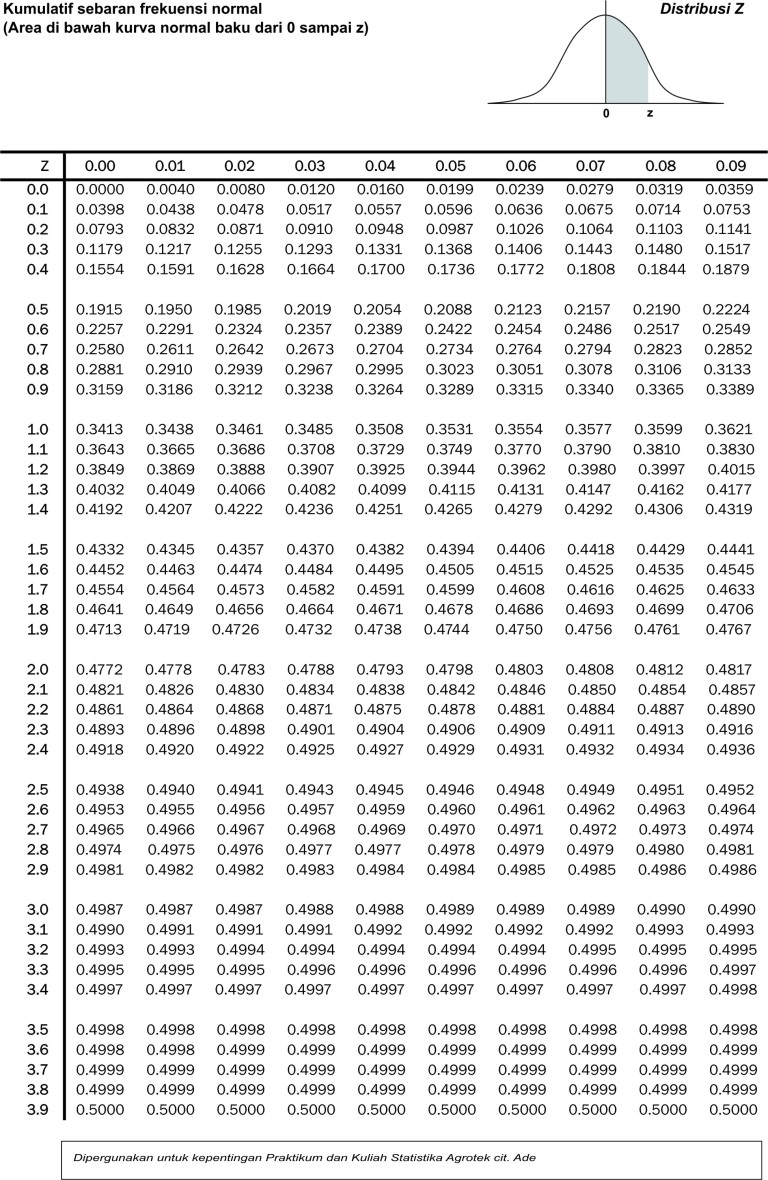 Kumulatif sebaran frekuensi normal
(Area di bawah kurva normal baku dari 0 sampai z)
Distribusi Z
0 z
Z 0.00 0.01 0.02 0.03 0.04 0.05 0.06 0.07 0.08 0.09
0.0 0.0000 0.0040 0.0080 0.0120 0.0160 0.0199 0.0239 0.0279 0.0319 0.0359
0.1 0.0398 0.0438 0.0478 0.0517 0.0557 0.0596 0.0636 0.0675 0.0714 0.0753
0.2 0.0793 0.0832 0.0871 0.0910 0.0948 0.0987 0.1026 0.1064 0.1103 0.1141
0.3 0.1179 0.1217 0.1255 0.1293 0.1331 0.1368 0.1406 0.1443 0.1480 0.1517
0.4 0.1554 0.1591 0.1628 0.1664 0.1700 0.1736 0.1772 0.1808 0.1844 0.1879
0.5 0.1915 0.1950 0.1985 0.2019 0.2054 0.2088 0.2123 0.2157 0.2190 0.2224
0.6 0.2257 0.2291 0.2324 0.2357 0.2389 0.2422 0.2454 0.2486 0.2517 0.2549
0.7 0.2580 0.2611 0.2642 0.2673 0.2704 0.2734 0.2764 0.2794 0.2823 0.2852
0.8 0.2881 0.2910 0.2939 0.2967 0.2995 0.3023 0.3051 0.3078 0.3106 0.3133
0.9 0.3159 0.3186 0.3212 0.3238 0.3264 0.3289 0.3315 0.3340 0.3365 0.3389
1.0 0.3413 0.3438 0.3461 0.3485 0.3508 0.3531 0.3554 0.3577 0.3599 0.3621
1.1 0.3643 0.3665 0.3686 0.3708 0.3729 0.3749 0.3770 0.3790 0.3810 0.3830
1.2 0.3849 0.3869 0.3888 0.3907 0.3925 0.3944 0.3962 0.3980 0.3997 0.4015
1.3 0.4032 0.4049 0.4066 0.4082 0.4099 0.4115 0.4131 0.4147 0.4162 0.4177
1.4 0.4192 0.4207 0.4222 0.4236 0.4251 0.4265 0.4279 0.4292 0.4306 0.4319
1.5 0.4332 0.4345 0.4357 0.4370 0.4382 0.4394 0.4406 0.4418 0.4429 0.4441
1.6 0.4452 0.4463 0.4474 0.4484 0.4495 0.4505 0.4515 0.4525 0.4535 0.4545
1.7 0.4554 0.4564 0.4573 0.4582 0.4591 0.4599 0.4608 0.4616 0.4625 0.4633
1.8 0.4641 0.4649 0.4656 0.4664 0.4671 0.4678 0.4686 0.4693 0.4699 0.4706
1.9 0.4713 0.4719 0.4726 0.4732 0.4738 0.4744 0.4750 0.4756 0.4761 0.4767
2.0 0.4772 0.4778 0.4783 0.4788 0.4793 0.4798 0.4803 0.4808 0.4812 0.4817
2.1 0.4821 0.4826 0.4830 0.4834 0.4838 0.4842 0.4846 0.4850 0.4854 0.4857
2.2 0.4861 0.4864 0.4868 0.4871 0.4875 0.4878 0.4881 0.4884 0.4887 0.4890
2.3 0.4893 0.4896 0.4898 0.4901 0.4904 0.4906 0.4909 0.4911 0.4913 0.4916
2.4 0.4918 0.4920 0.4922 0.4925 0.4927 0.4929 0.4931 0.4932 0.4934 0.4936
2.5 0.4938 0.4940 0.4941 0.4943 0.4945 0.4946 0.4948 0.4949 0.4951 0.4952
2.6 0.4953 0.4955 0.4956 0.4957 0.4959 0.4960 0.4961 0.4962 0.4963 0.4964
2.7 0.4965 0.4966 0.4967 0.4968 0.4969 0.4970 0.4971 0.4972 0.4973 0.4974
2.8 0.4974 0.4975 0.4976 0.4977 0.4977 0.4978 0.4979 0.4979 0.4980 0.4981
2.9 0.4981 0.4982 0.4982 0.4983 0.4984 0.4984 0.4985 0.4985 0.4986 0.4986
3.0 0.4987 0.4987 0.4987 0.4988 0.4988 0.4989 0.4989 0.4989 0.4990 0.4990
3.1 0.4990 0.4991 0.4991 0.4991 0.4992 0.4992 0.4992 0.4992 0.4993 0.4993
3.2 0.4993 0.4993 0.4994 0.4994 0.4994 0.4994 0.4994 0.4995 0.4995 0.4995
3.3 0.4995 0.4995 0.4995 0.4996 0.4996 0.4996 0.4996 0.4996 0.4996 0.4997
3.4 0.4997 0.4997 0.4997 0.4997 0.4997 0.4997 0.4997 0.4997 0.4997 0.4998
3.5 0.4998 0.4998 0.4998 0.4998 0.4998 0.4998 0.4998 0.4998 0.4998 0.4998
3.6 0.4998 0.4998 0.4999 0.4999 0.4999 0.4999 0.4999 0.4999 0.4999 0.4999
3.7 0.4999 0.4999 0.4999 0.4999 0.4999 0.4999 0.4999 0.4999 0.4999 0.4999
3.8 0.4999 0.4999 0.4999 0.4999 0.4999 0.4999 0.4999 0.4999 0.4999 0.4999
3.9 0.5000 0.5000 0.5000 0.5000 0.5000 0.5000 0.5000 0.5000 0.5000 0.5000
Dipergunakan untuk kepentingan Praktikum dan Kuliah Statistika Agrotek cit. Ade